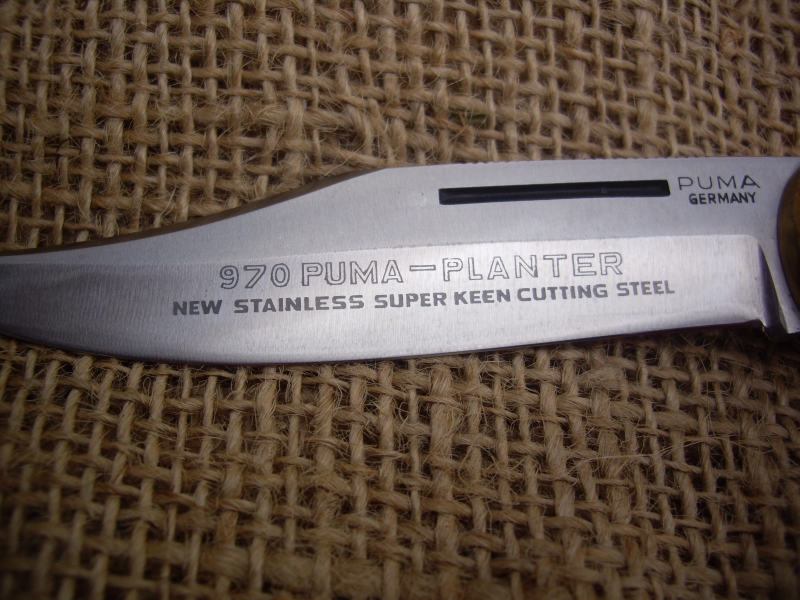 PUMA
GERMANY
970 PUMA-PLANTER
NEW STAINLESS SUPER KEEN CUTTING STEEL